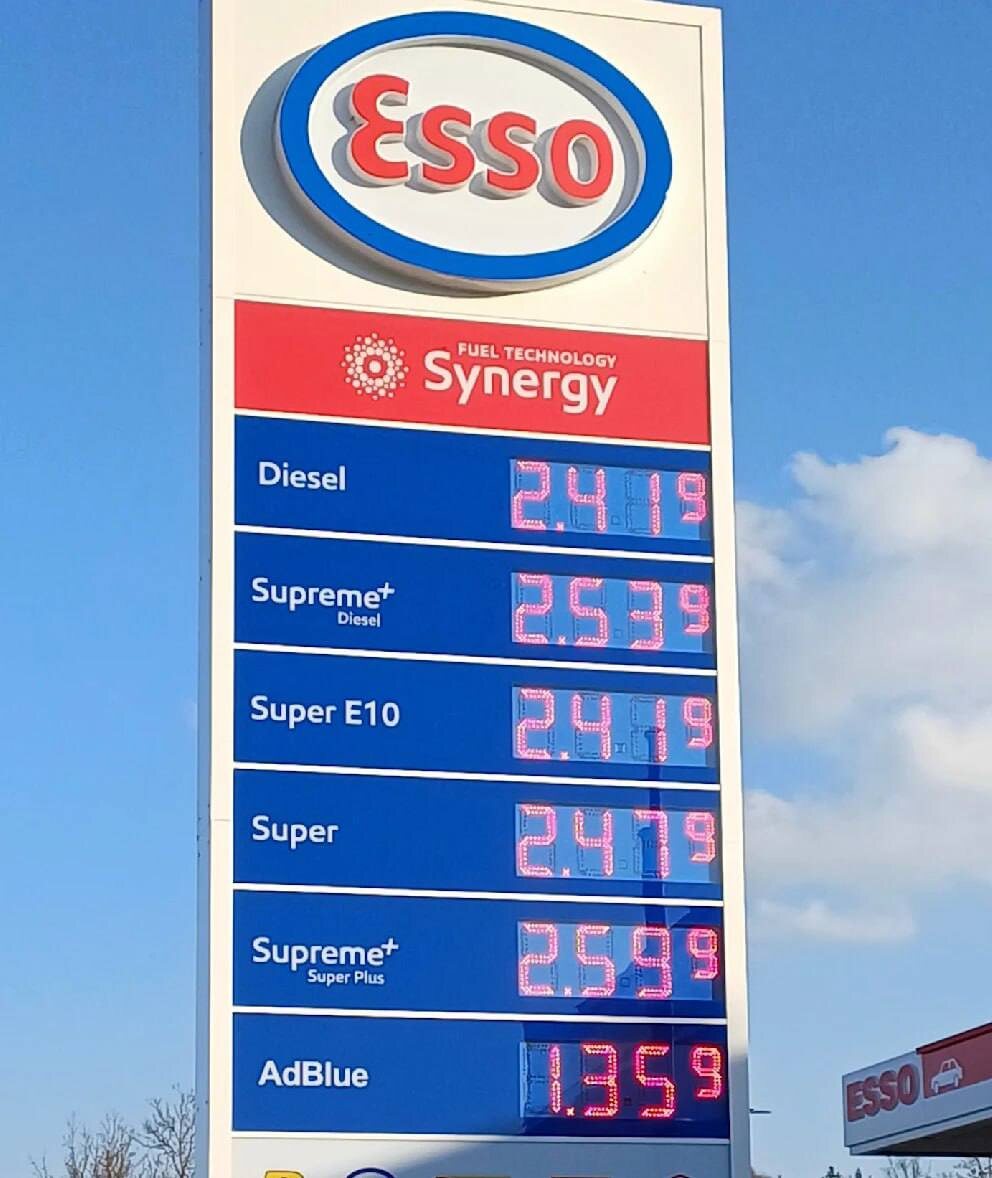 Esso
FUEL TECHNOLOGY
Synergy
Diesel 2.419
Supreme+ 2.539
Diesel
Super E10 2.419
Super 2.479
Supreme+ 2.599
Super Plus
AdBlue 1.359
ESSO